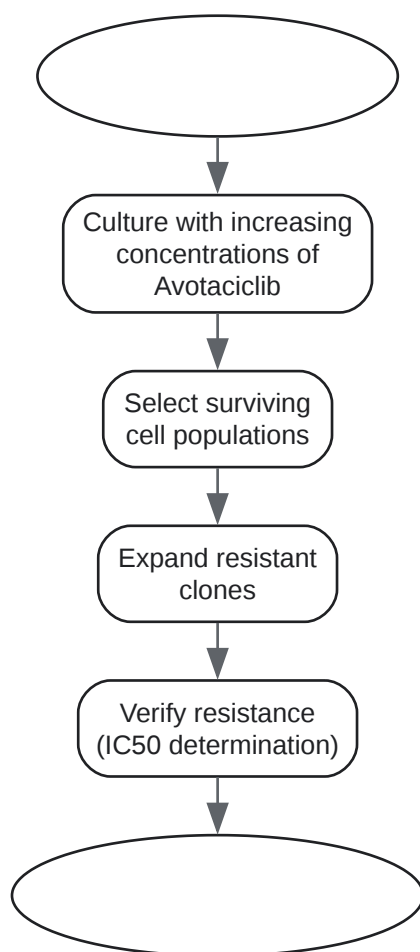 Culture with increasing
concentrations of
Avotaciclib
Select surviving
cell populations
Expand resistant
clones
Verify resistance
(IC50 determination)